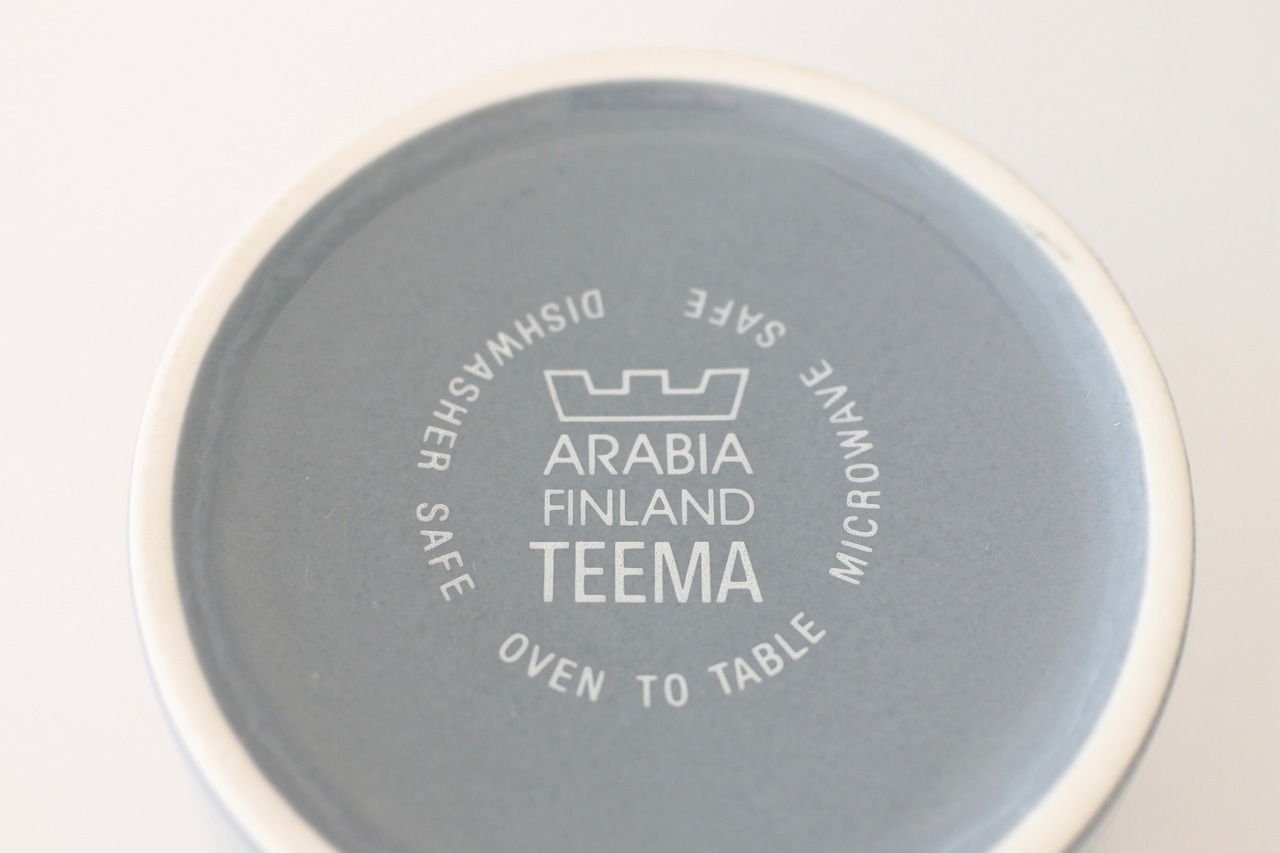 ARABIA
FINLAND
TEEMA
DISHWASHER SAFE
OVEN TO TABLE
MICROWAVE SAFE